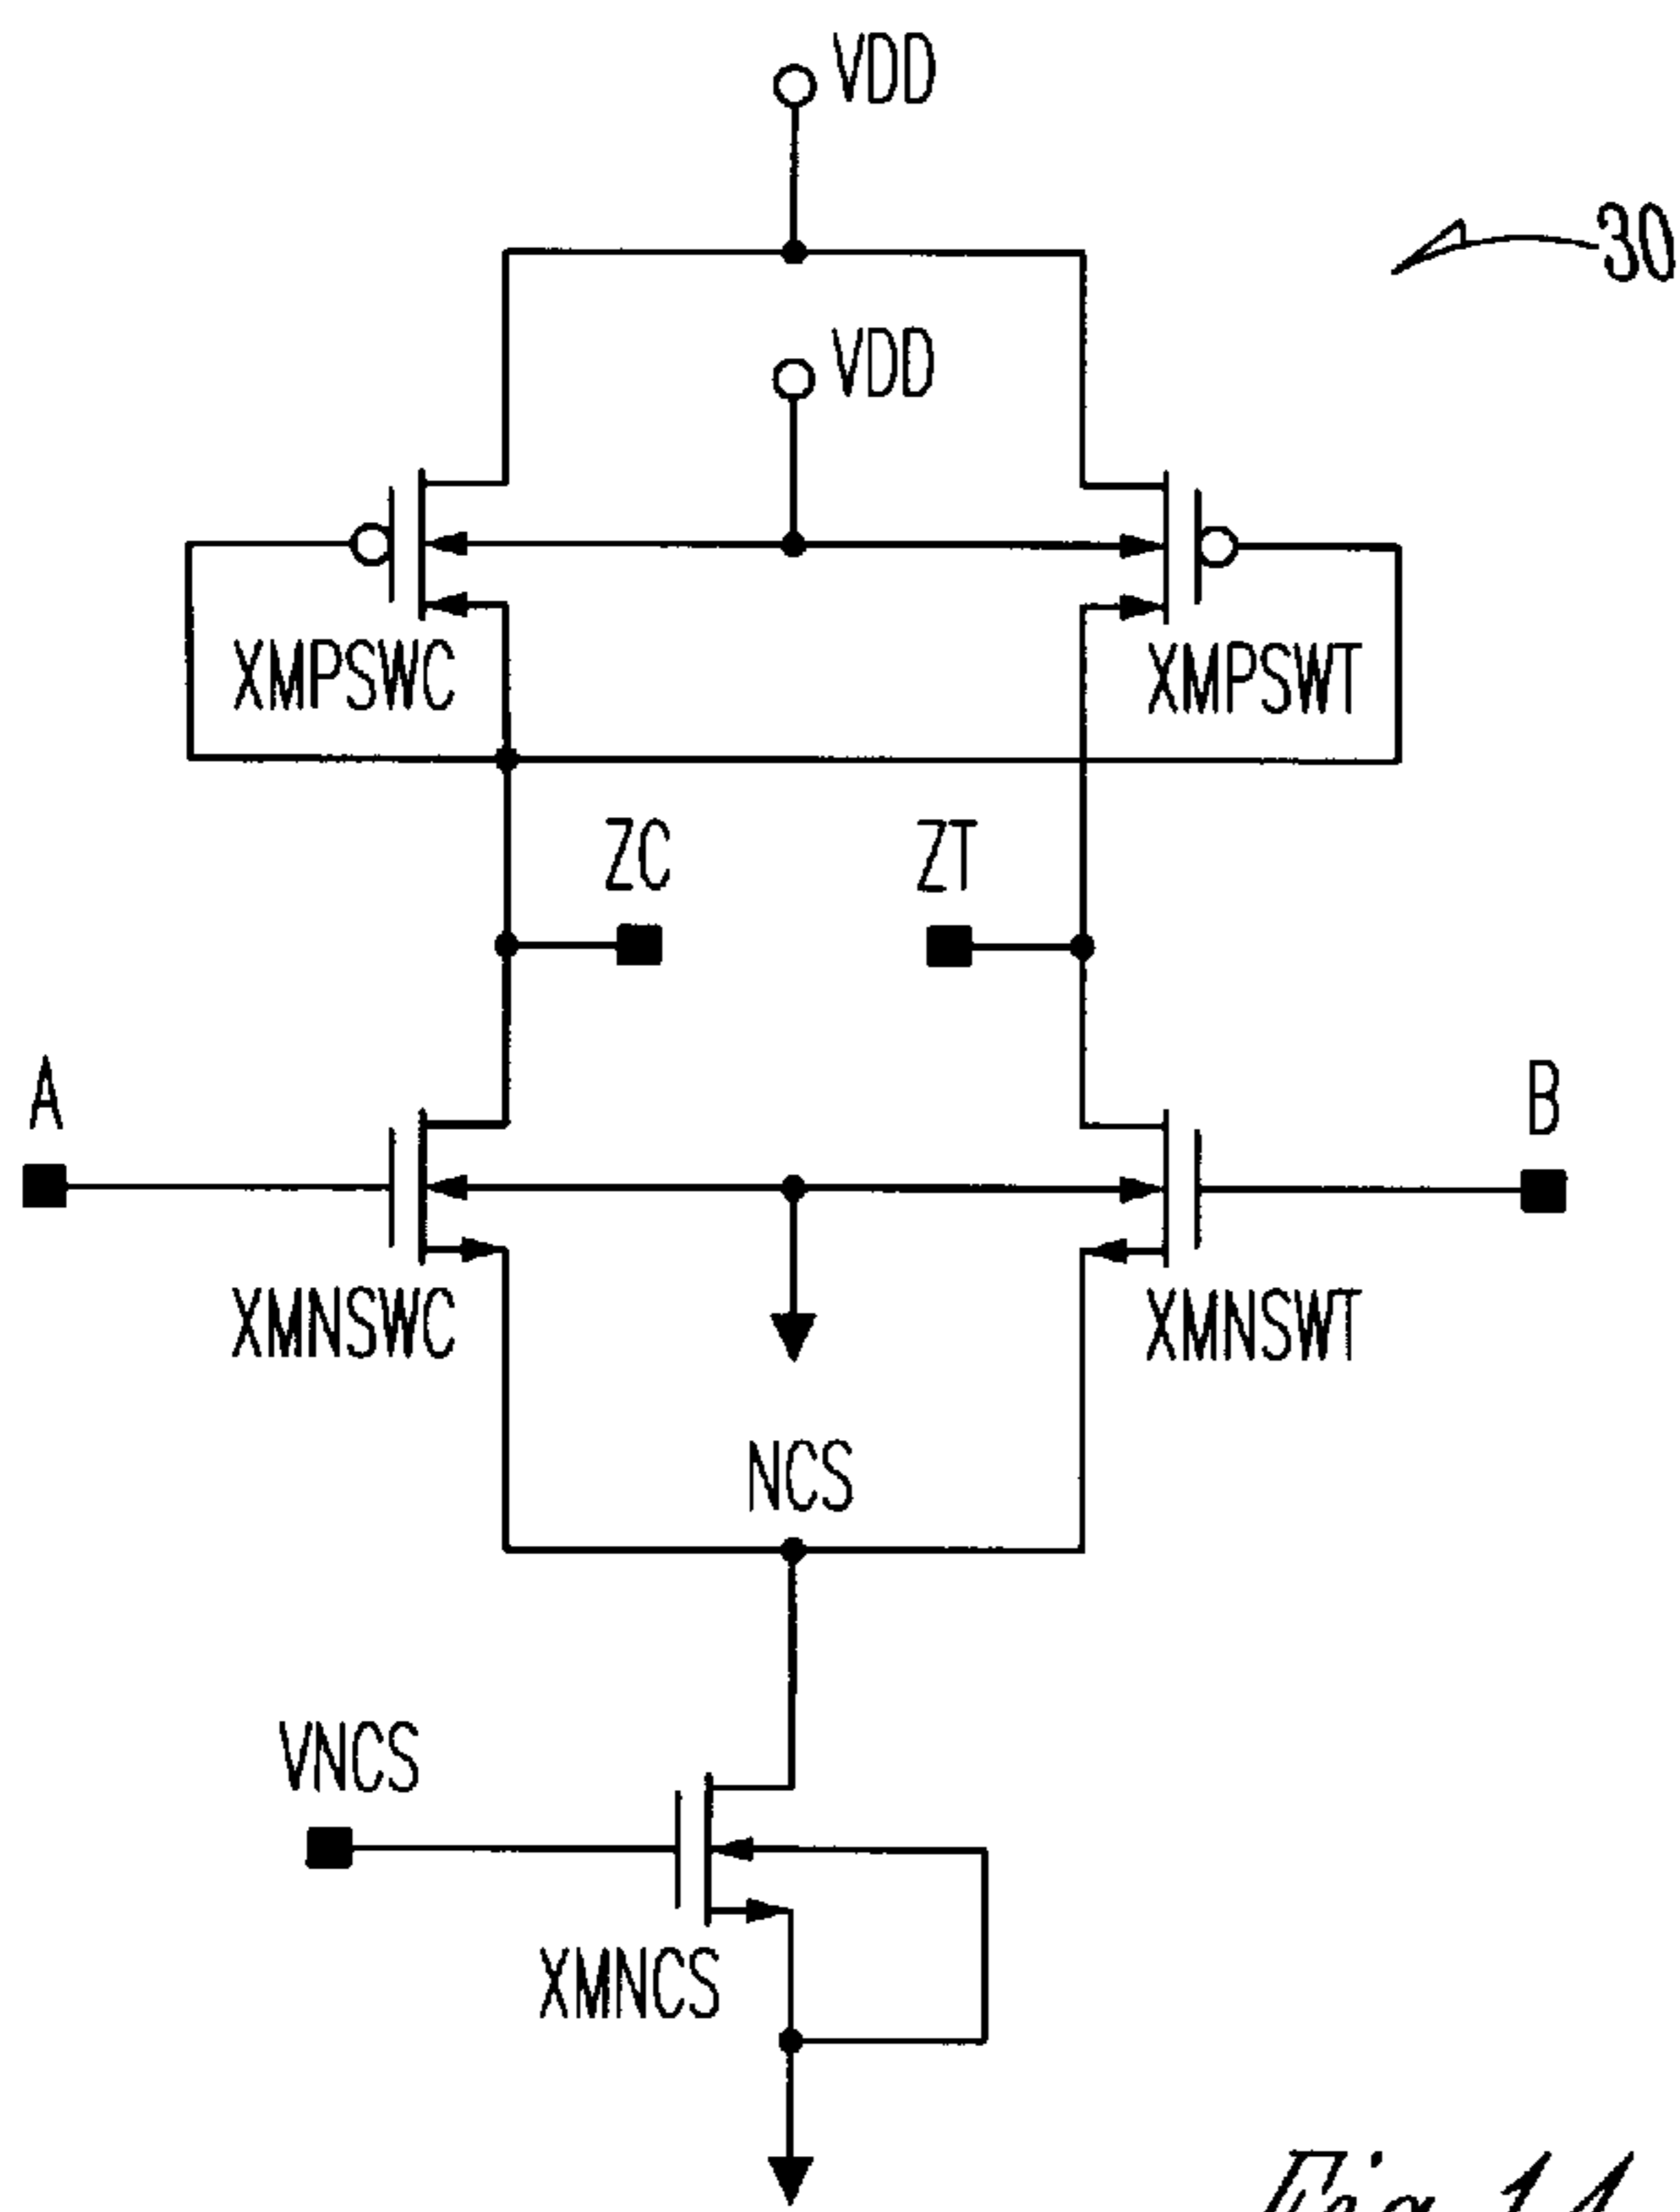 VDD
30
VDD
XMPSWC
XMPSWT
ZC
ZT
A
B
XMNSWC
XMNSWT
NCS
VNCS
XMNCS